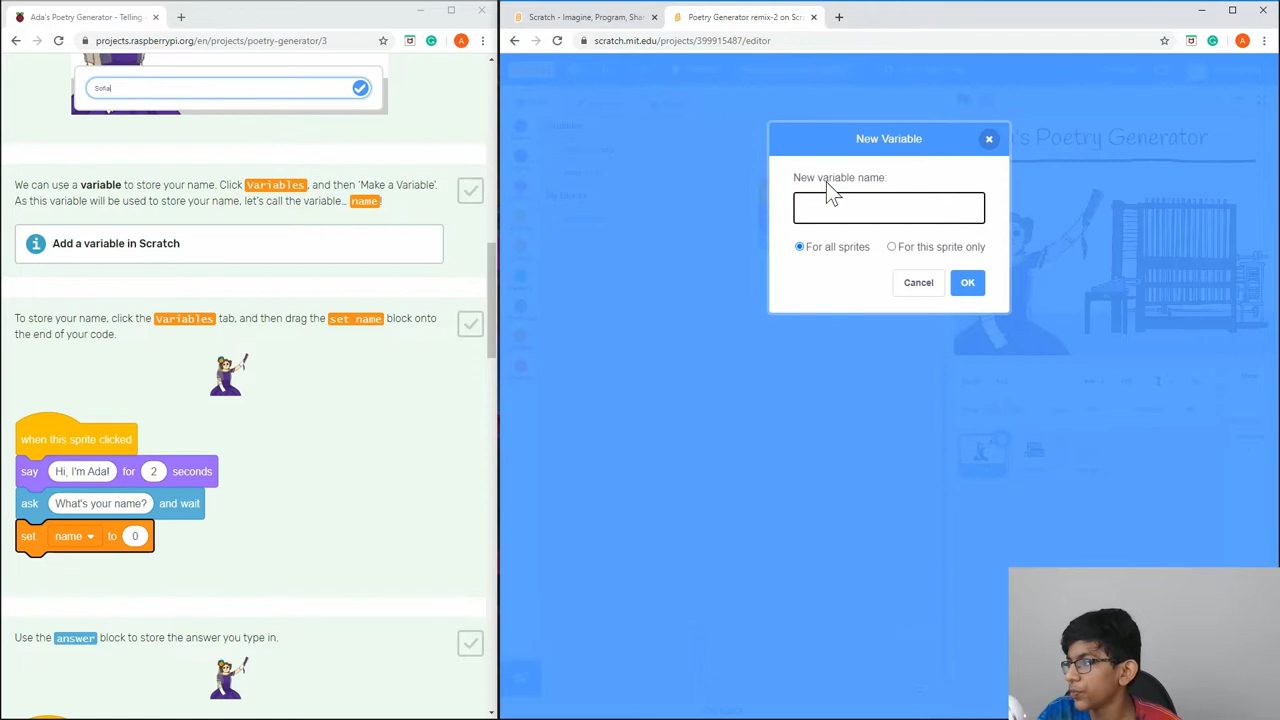 Ada's Poetry Generator - Telling
Scratch - Imagine, Program, Sha
Poetry Generator remix-2 on Scr
projects.raspberrypi.org/en/projects/poetry-generator/3
A
scratch.mit.edu/projects/399915487/editor
A
Sofia
's Poetry Generator
New Variable
New variable name:
For all sprites
For this sprite only
Cancel
OK
We can use a variable to store your name. Click Variables, and then 'Make a Variable'.
As this variable will be used to store your name, let's call the variable... name!
Add a variable in Scratch
To store your name, click the Variables tab, and then drag the set name block onto
the end of your code.
when this sprite clicked
say Hi, I'm Ada! for 2 seconds
ask What's your name? and wait
set name to 0
Use the answer block to store the answer you type in.